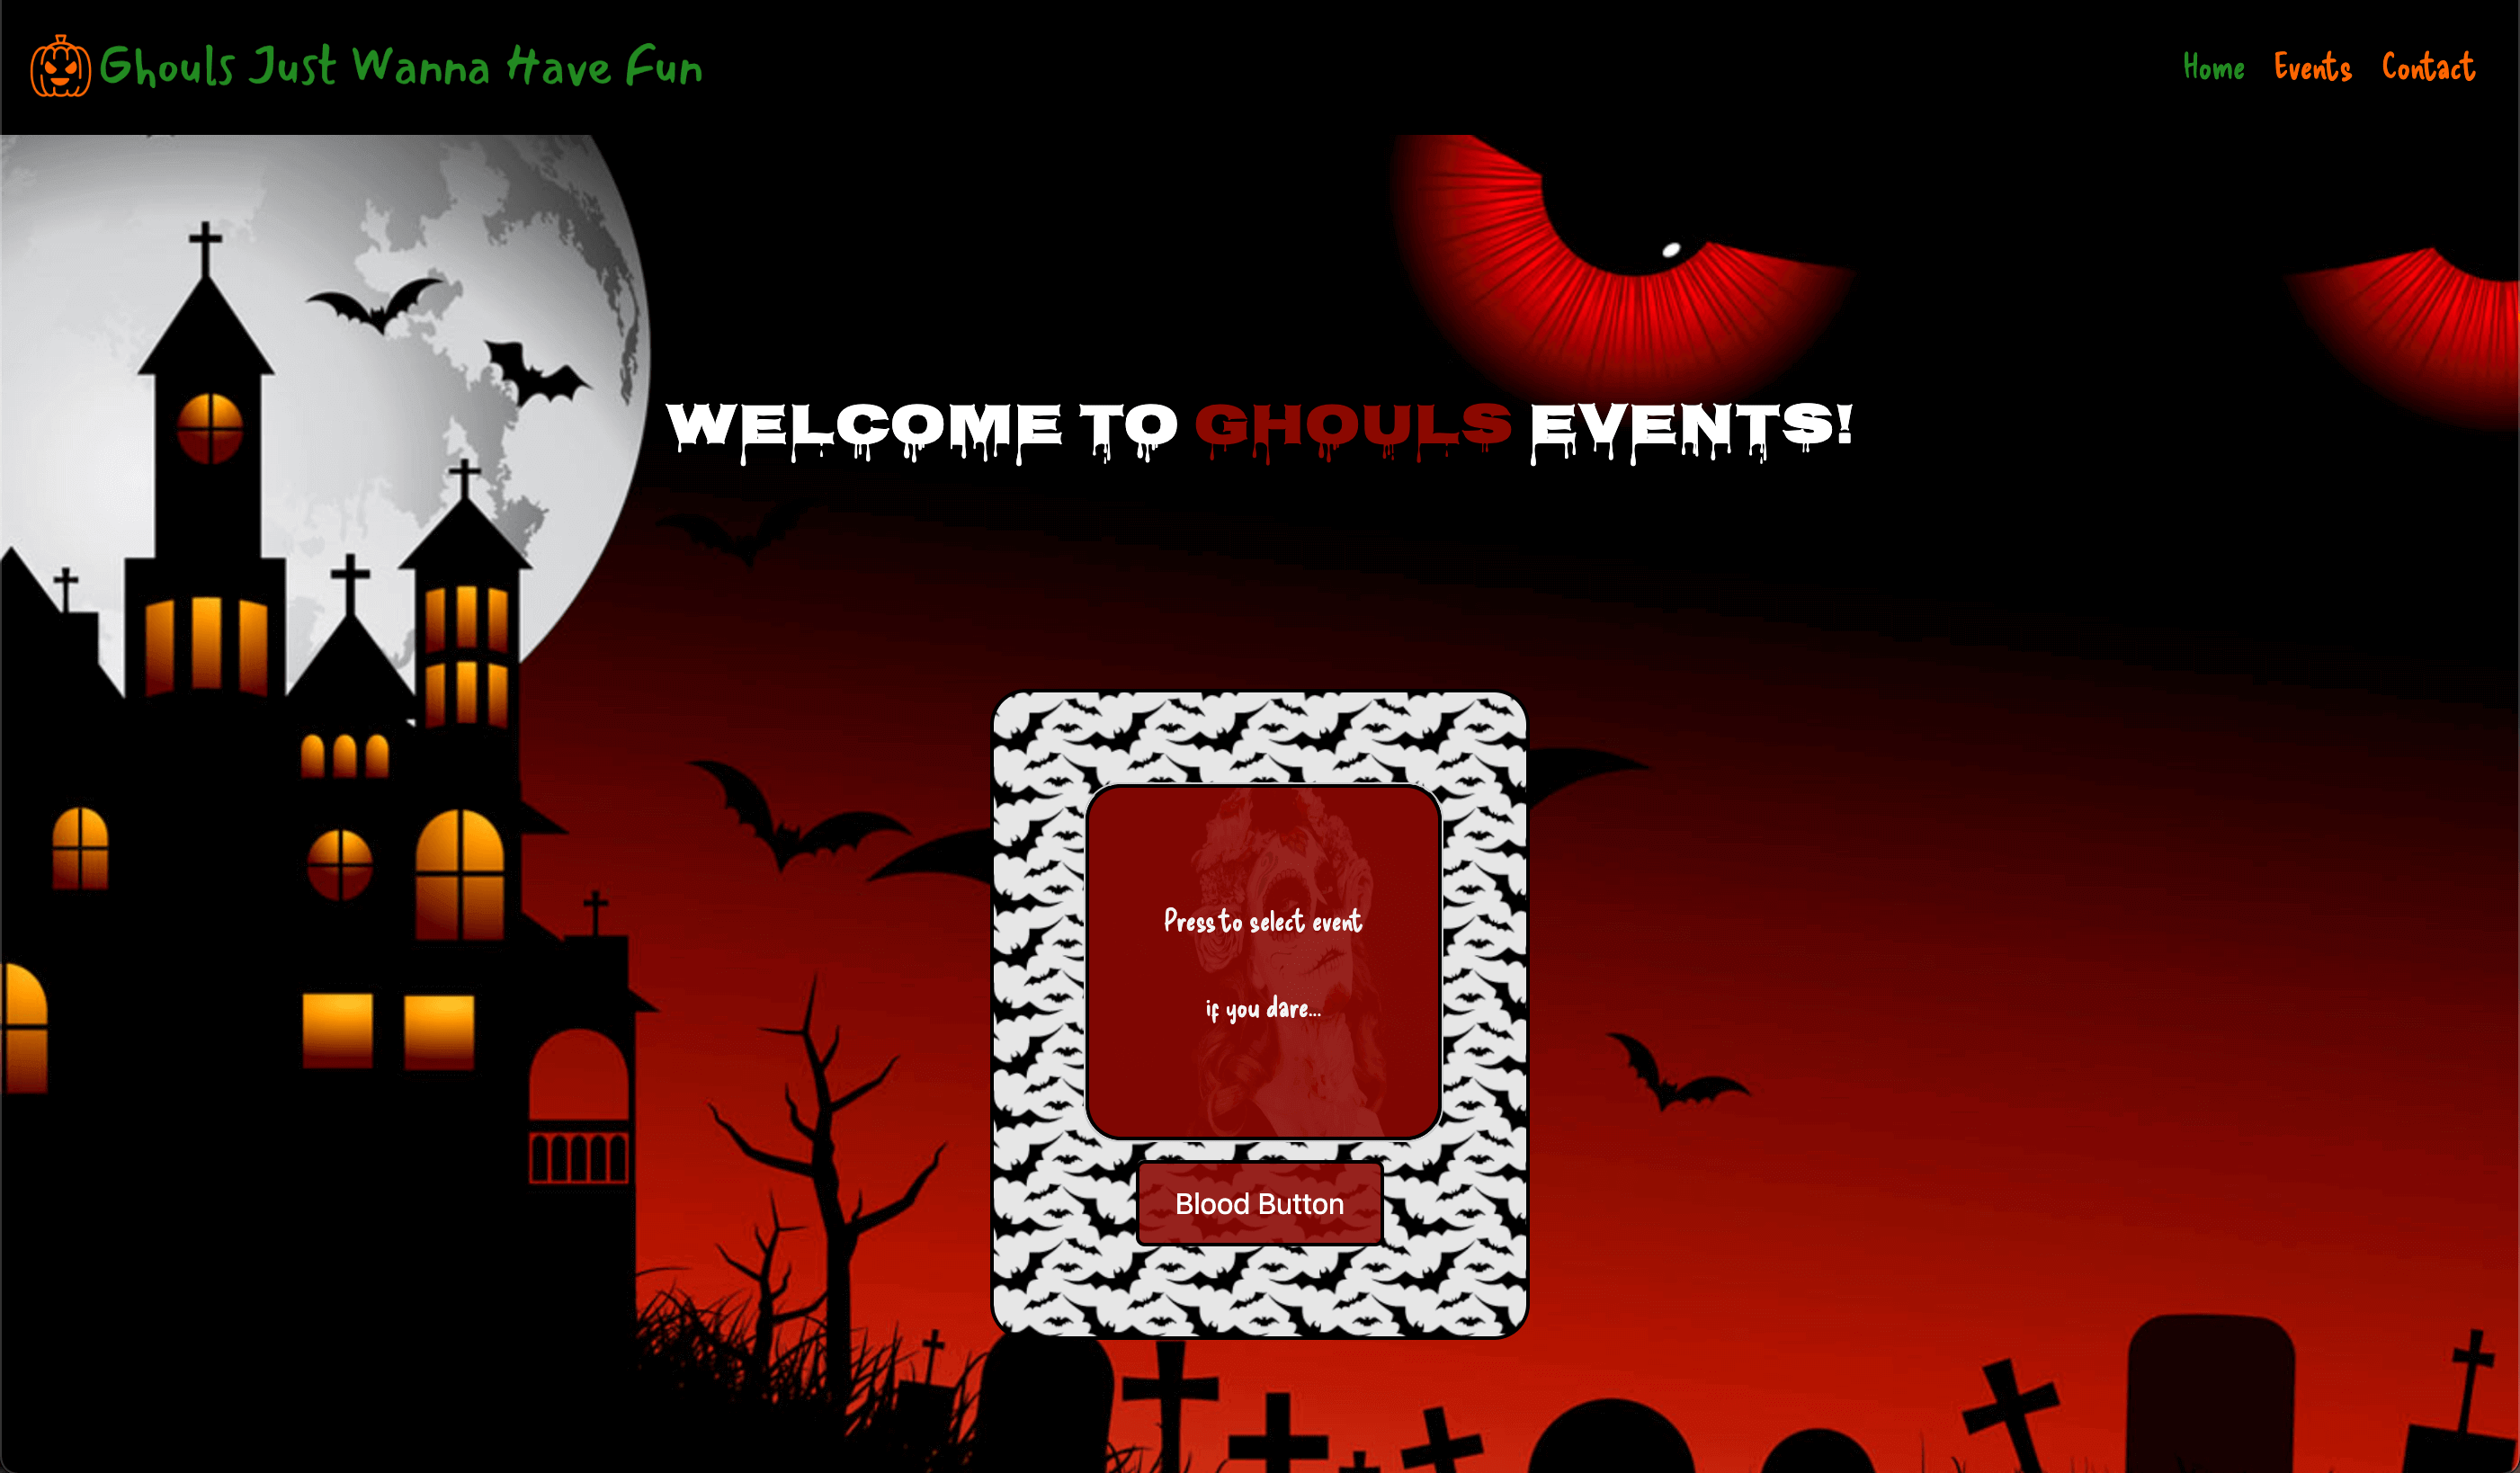 Ghouls Just Wanna Have Fun
Home Events Contact
WELCOME TO GHOULS EVENTS!
Press to select event
if you dare...
Blood Button